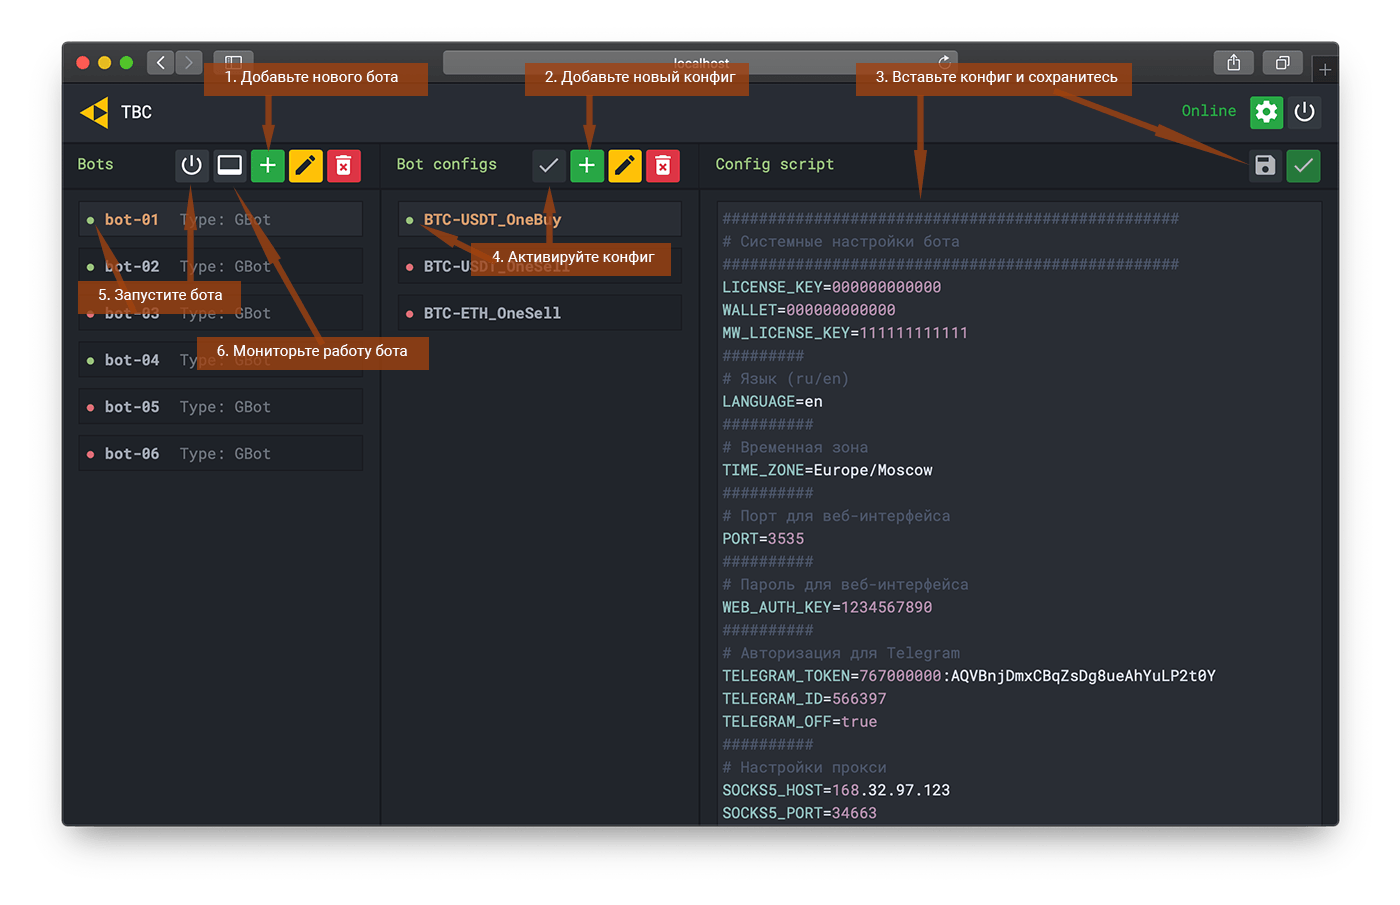 localhost
1. Добавьте нового бота
2. Добавьте новый конфиг
3. Вставьте конфиг и сохранитесь
TBC
Online
Bots
Bot configs
Config script
bot-01 Type: GBot
bot-02 Type: GBot
bot-03 Type: GBot
bot-04 Type: GBot
bot-05 Type: GBot
bot-06 Type: GBot
5. Запустите бота
6. Мониторьте работу бота
BTC-USDT_OneBuy
BTC-USDT_OneSell
BTC-ETH_OneSell
4. Активируйте конфиг
##################################################
# Системные настройки бота
##################################################
LICENSE_KEY=000000000000
WALLET=000000000000
MW_LICENSE_KEY=111111111111
#########
# Язык (ru/en)
LANGUAGE=en
##########
# Временная зона
TIME_ZONE=Europe/Moscow
##########
# Порт для веб-интерфейса
PORT=3535
##########
# Пароль для веб-интерфейса
WEB_AUTH_KEY=1234567890
##########
# Авторизация для Telegram
TELEGRAM_TOKEN=767000000:AQVBnjDmxCBqZsDg8ueAhYuLP2t0Y
TELEGRAM_ID=566397
TELEGRAM_OFF=true
##########
# Настройки прокси
SOCKS5_HOST=168.32.97.123
SOCKS5_PORT=34663